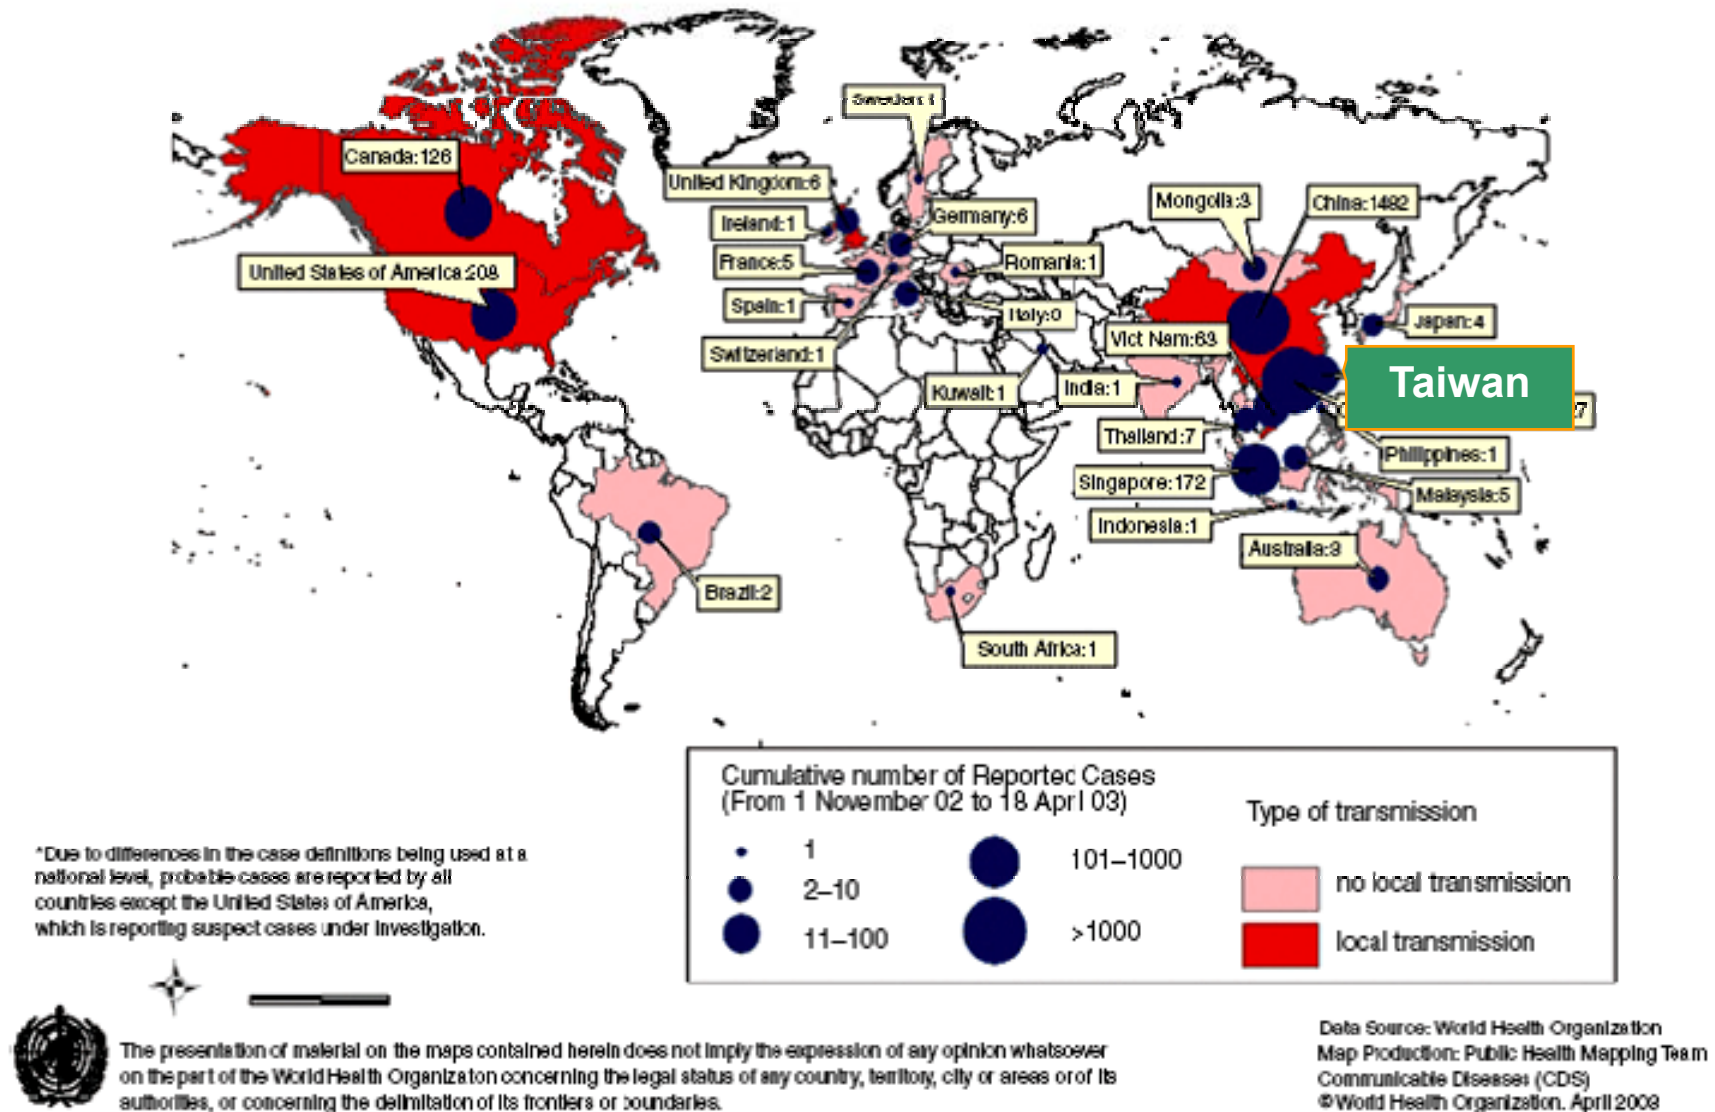 Sweden:1
Canada:126
United Kingdom:6
Mongolia:3
China:1482
Ireland:1
Germany:6
France:5
Romania:1
United States of America:208
Spain:1
Italy:
Japan:4
Viet Nam:63
Switzerland:1
Taiwan
Kuwait:1
India:1
:7
Thailand:7
Philippines:1
Singapore:172
Malaysia:5
Indonesia:1
Australia:3
Brazil:2
South Africa:1
Cumulative number of Reported Cases
(From 1 November 02 to 18 April 03)
1
2–10
11–100
101–1000
>1000
Type of transmission
no local transmission
local transmission
*Due to differences in the case definitions being used at a
national level, probable cases are reported by all
countries except the United States of America,
which is reporting suspect cases under investigation.
The presentation of material on the maps contained herein does not imply the expression of any opinion whatsoever
on the part of the World Health Organizaton concerning the legal status of any country, territory, city or areas or of its
authorities, or concerning the delimitation of its frontiers or boundaries.
Data Source: World Health Organization
Map Production: Public Health Mapping Team
Communicable Diseases (CDS)
©World Health Organization. April 2003